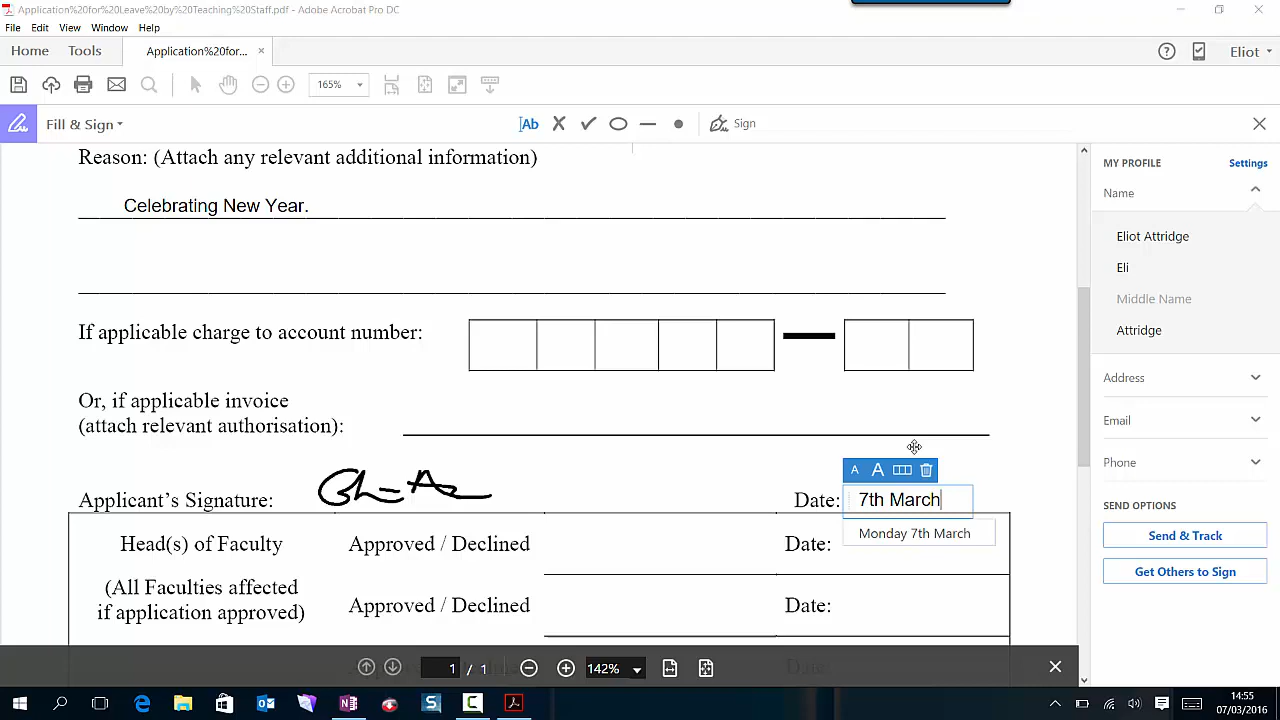 Application%20for%20Leave%20by%20Teaching%20Staff.pdf - Adobe Acrobat Pro DC
File Edit View Window Help
Home Tools Application%20for... × Eliot
165%
Fill & Sign Ab Sign
Reason: (Attach any relevant additional information)
Celebrating New Year.
If applicable charge to account number:
Or, if applicable invoice
(attach relevant authorisation):
A A
Applicant's Signature: Date: 7th March
Monday 7th March
Head(s) of Faculty Approved / Declined Date:
(All Faculties affected
if application approved) Approved / Declined Date:
MY PROFILE Settings
Name
Eliot Attridge
Eli
Middle Name
Attridge
Address
Email
Phone
SEND OPTIONS
Send & Track
Get Others to Sign
1 / 1 142%
Date:
14:55
07/03/2016